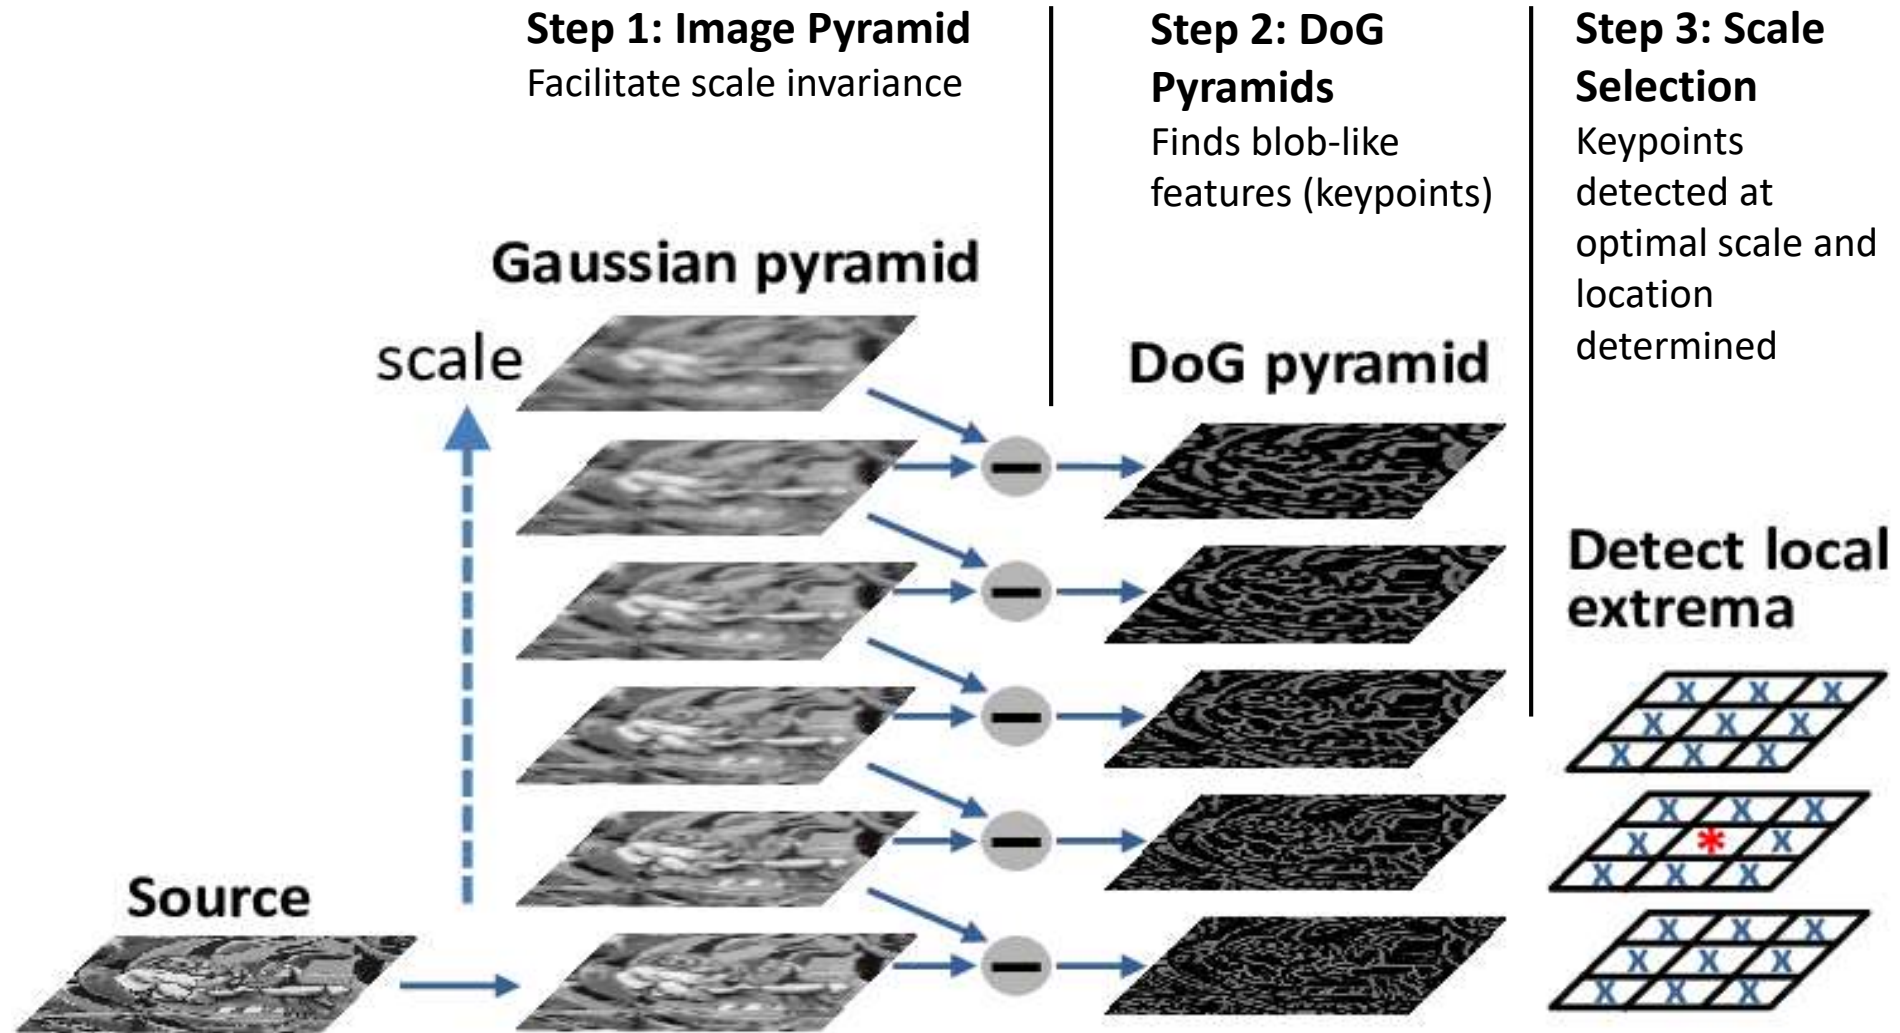 Step 1: Image Pyramid
Facilitate scale invariance
Step 2: DoG
Pyramids
Finds blob-like
features (keypoints)
Step 3: Scale
Selection
Keypoints
detected at
optimal scale and
location
determined
Gaussian pyramid
scale
DoG pyramid
Detect local
extrema
Source
X X X
X X X
X X X
X X X
X * X
X X X
X X X
X X X
X X X